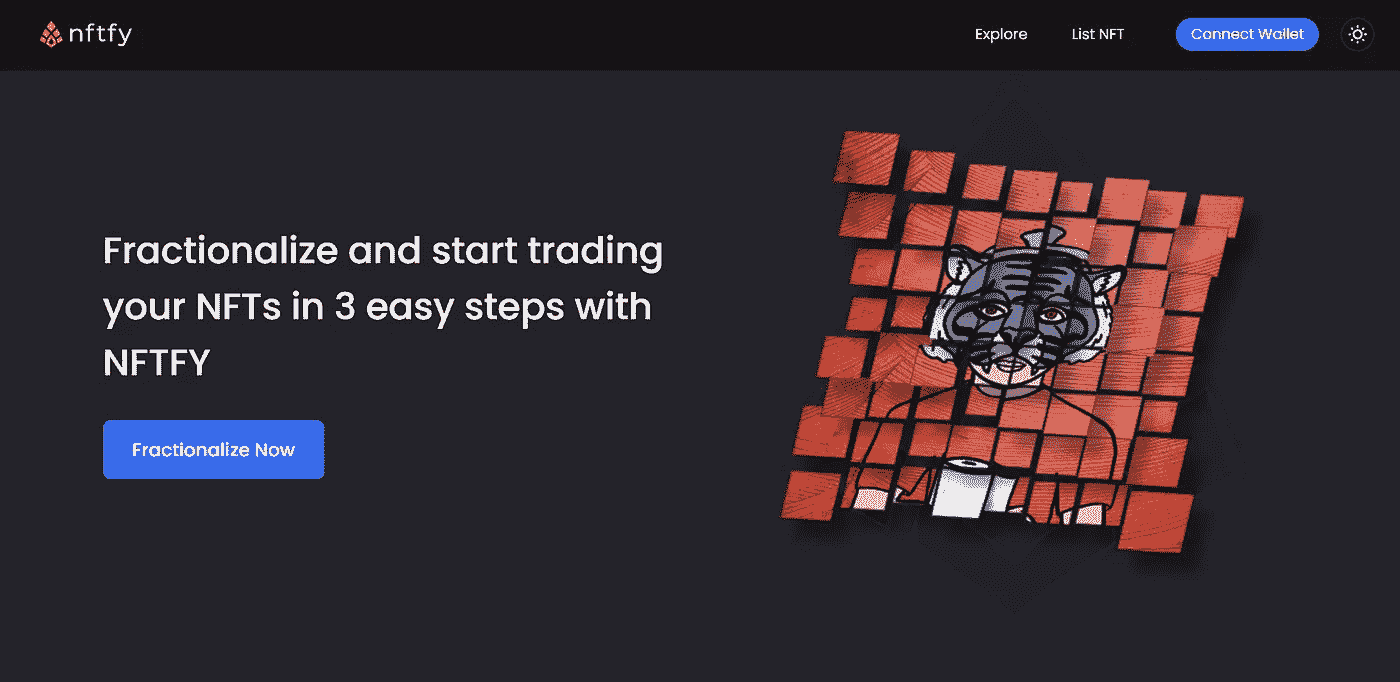 nftfy
Explore
List NFT
Connect Wallet
Fractionalize and start trading
your NFTs in 3 easy steps with
NFTFY
Fractionalize Now